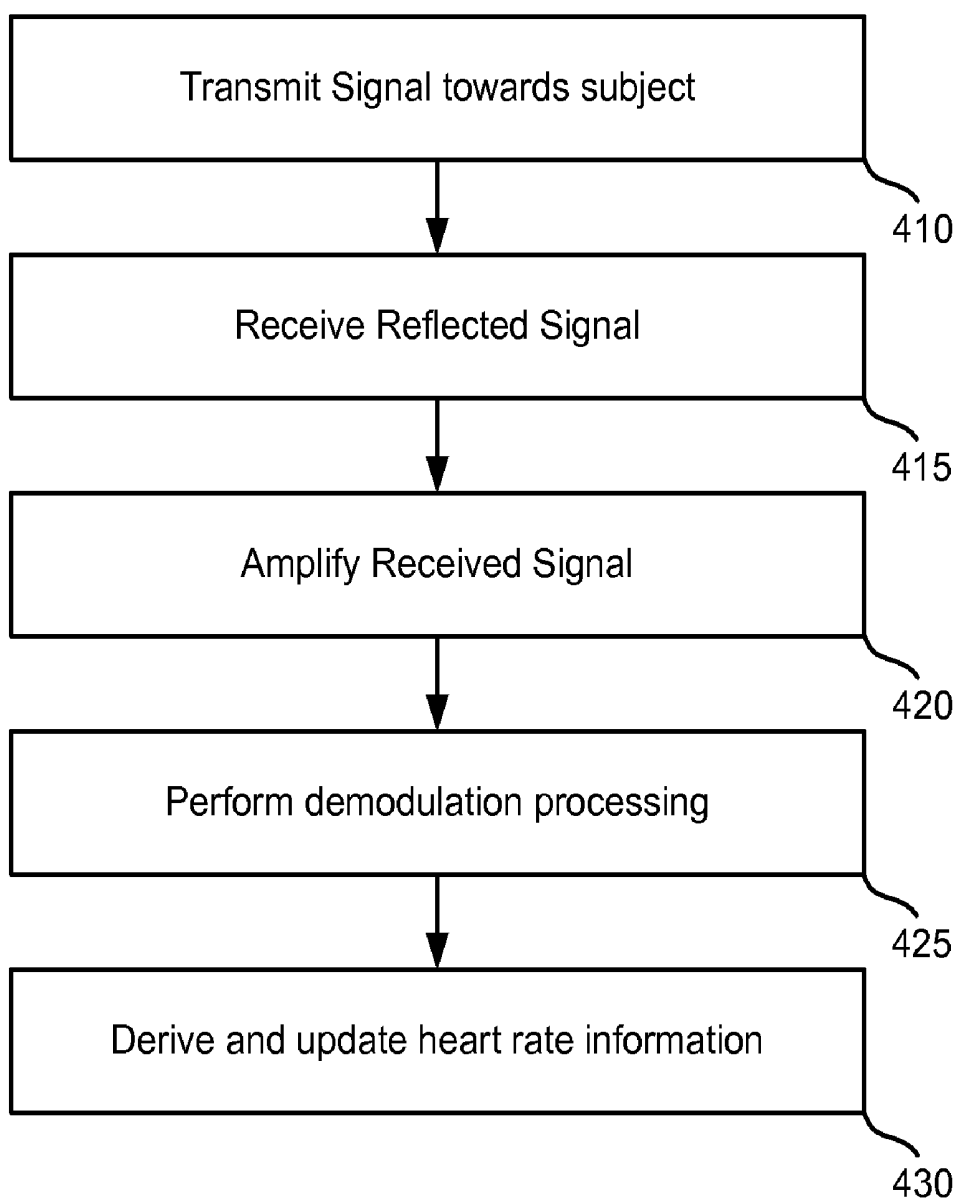 Transmit Signal towards subject
410
Receive Reflected Signal
415
Amplify Received Signal
420
Perform demodulation processing
425
Derive and update heart rate information
430